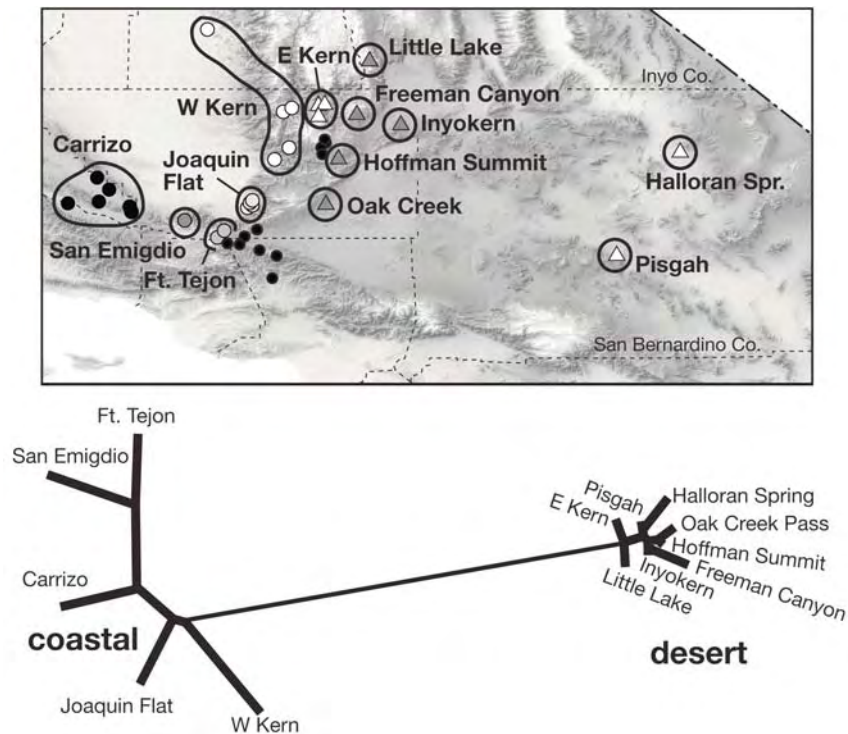 Little Lake
E Kern
Inyo Co.
Freeman Canyon
W Kern
Inyokern
Carrizo
Joaquin
Flat
Hoffman Summit
Halloran Spr.
Oak Creek
San Emigdio
Ft. Tejon
Pisgah
San Bernardino Co.
Ft. Tejon
San Emigdio
Pisgah
Halloran Spring
E Kern
Oak Creek Pass
Hoffman Summit
Inyokern
Freeman Canyon
Little Lake
Carrizo
coastal
desert
Joaquin Flat
W Kern